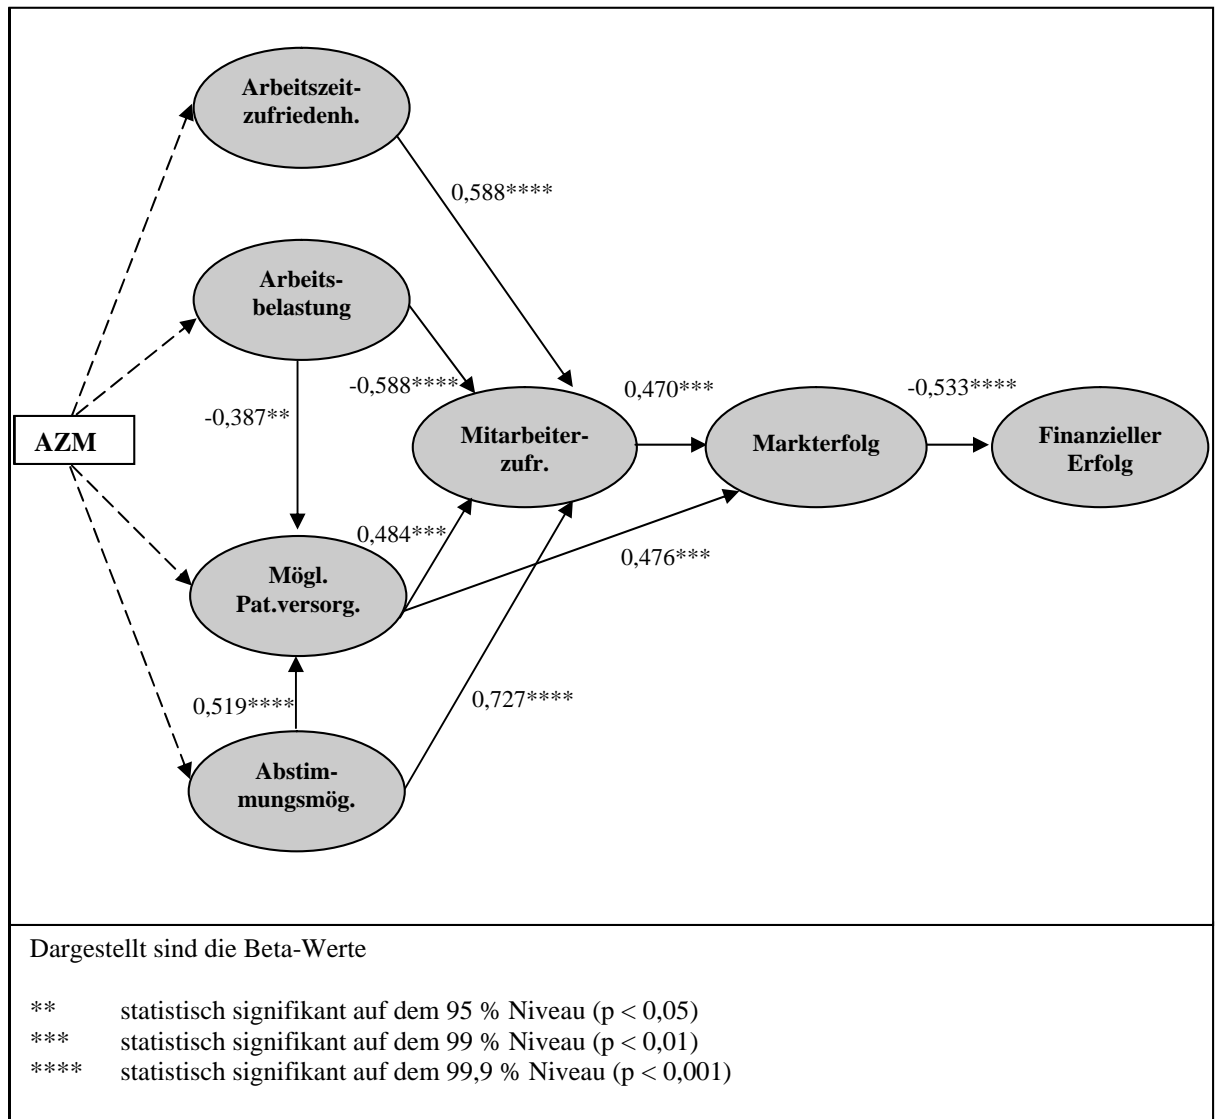 Arbeitszeit-
zufriedenh.
0,588****
Arbeits-
belastung
-0,588****
-0,387**
AZM
Mitarbeiter-
zufr.
0,470***
Markterfolg
-0,533****
Finanzieller
Erfolg
0,484***
0,476***
Mögl.
Pat.versorg.
0,519****
0,727****
Abstim-
mungsmög.
Dargestellt sind die Beta-Werte
** statistisch signifikant auf dem 95 % Niveau (p < 0,05)
*** statistisch signifikant auf dem 99 % Niveau (p < 0,01)
**** statistisch signifikant auf dem 99,9 % Niveau (p < 0,001)